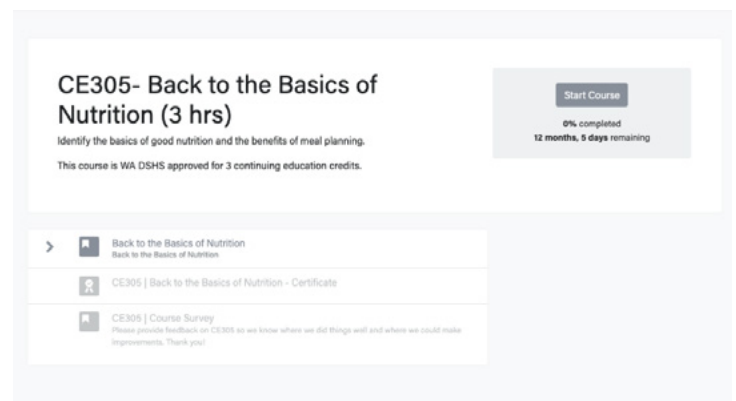 CE305- Back to the Basics of
Nutrition (3 hrs)
Identify the basics of good nutrition and the benefits of meal planning.
This course is WA DSHS approved for 3 continuing education credits.
Start Course
0% completed
12 months, 5 days remaining
Back to the Basics of Nutrition
Back to the Basics of Nutrition
CE305 | Back to the Basics of Nutrition - Certificate
CE305 | Course Survey
Please provide feedback on CE305 so we know where we did things well and where we could make
improvements. Thank you!